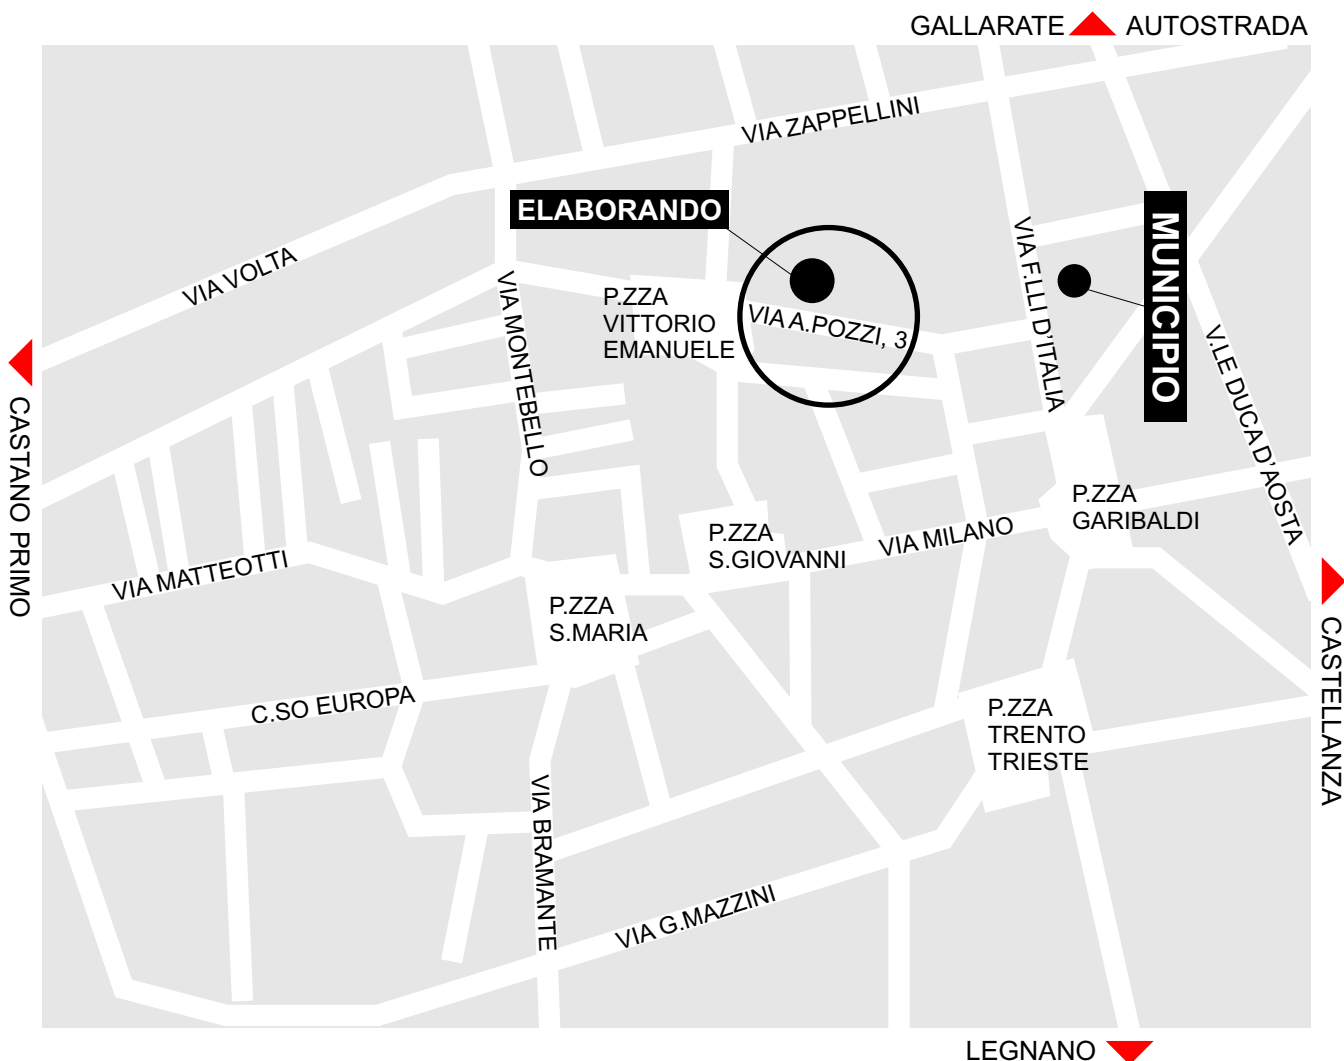 GALLARATE AUTOSTRADA
VIA ZAPPELLINI
ELABORANDO
MUNICIPIO
VIA VOLTA
VIA MONTEBELLO
P.ZZA
VITTORIO
EMANUELE
VIA A.POZZI, 3
VIA F.LLI D'ITALIA
V.LE DUCA D'AOSTA
CASTANO PRIMO
P.ZZA
GARIBALDI
P.ZZA
S.GIOVANNI
VIA MILANO
VIA MATTEOTTI
P.ZZA
S.MARIA
CASTELLANZA
C.SO EUROPA
P.ZZA
TRENTO
TRIESTE
VIA BRAMANTE
VIA G.MAZZINI
LEGNANO